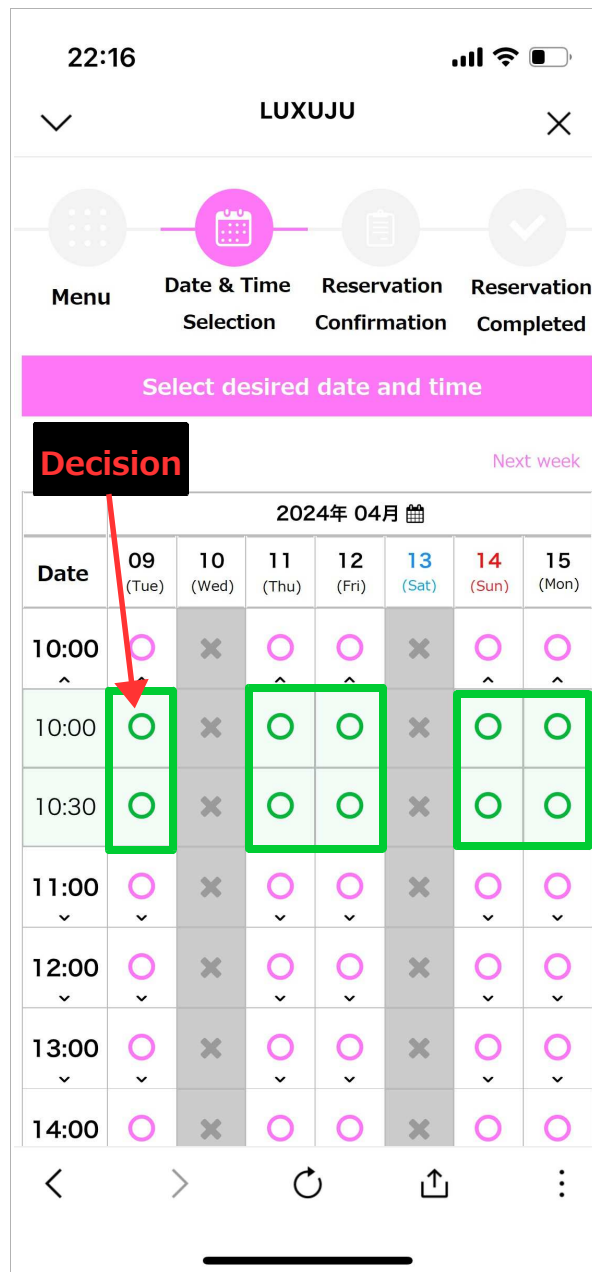 22:16
LUXUJU
Menu
Date & Time
Selection
Reservation
Confirmation
Reservation
Completed
Select desired date and time
Decision
Next week
2024年 04月
Date 09 10 11 12 13 14 15
(Tue) (Wed) (Thu) (Fri) (Sat) (Sun) (Mon)
10:00
10:00
10:30
11:00
12:00
13:00
14:00